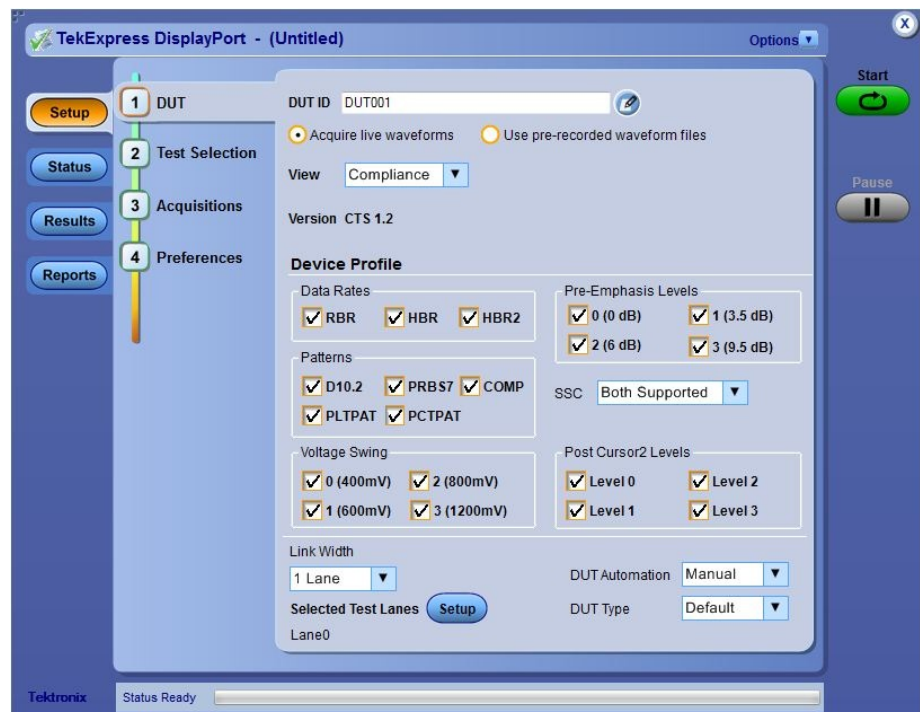 TekExpress DisplayPort - (Untitled)
Options
X
Start
Pause
Setup
Status
Results
Reports
1 DUT
2 Test Selection
3 Acquisitions
4 Preferences
DUT ID DUT001
Acquire live waveforms Use pre-recorded waveform files
View Compliance
Version CTS 1.2
Device Profile
Data Rates
RBR HBR HBR2
Patterns
D10.2 PRBS7 COMP
PLTPAT PCTPAT
Voltage Swing
0 (400mV) 2 (800mV)
1 (600mV) 3 (1200mV)
Pre-Emphasis Levels
0 (0 dB) 1 (3.5 dB)
2 (6 dB) 3 (9.5 dB)
SSC Both Supported
Post Cursor2 Levels
Level 0 Level 2
Level 1 Level 3
Link Width
1 Lane
Selected Test Lanes Setup
Lane0
DUT Automation Manual
DUT Type Default
Tektronix
Status Ready